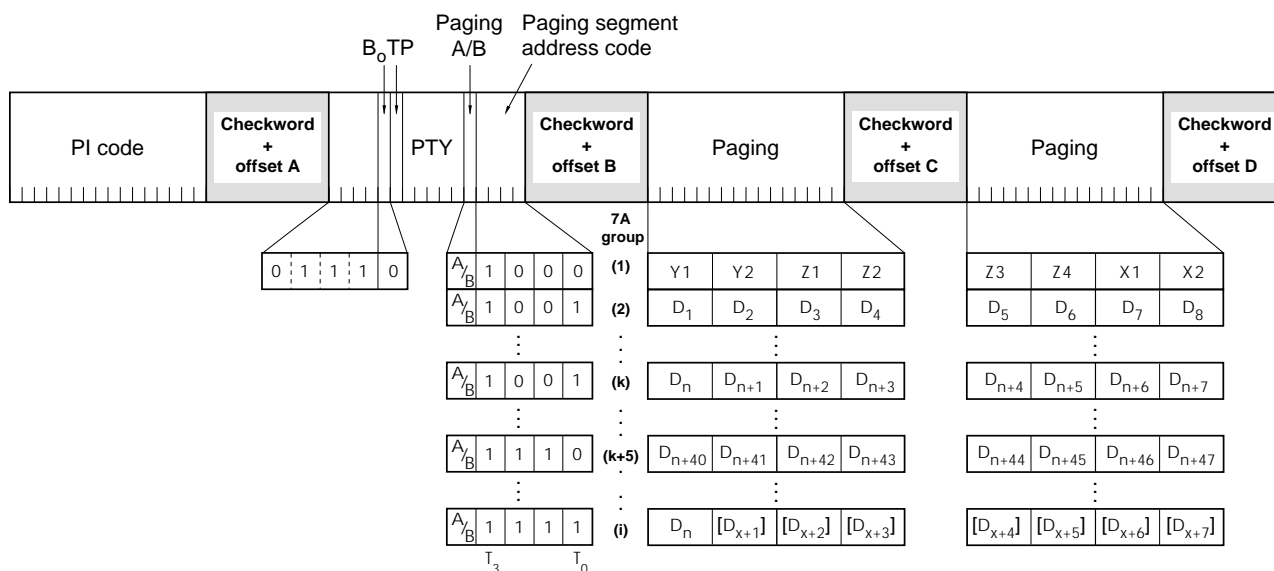 Paging Paging segment
B₀TP A/B address code
PI code Checkword + offset A PTY Checkword + offset B Paging Checkword + offset C Paging Checkword + offset D
7A group
0 1 1 1 0 A/B 1 0 0 0 (1) Y1 Y2 Z1 Z2 Z3 Z4 X1 X2
A/B 1 0 0 1 (2) D₁ D₂ D₃ D₄ D₅ D₆ D₇ D₈
A/B 1 0 0 1 (k) Dₙ Dₙ₊₁ Dₙ₊₂ Dₙ₊₃ Dₙ₊₄ Dₙ₊₅ Dₙ₊₆ Dₙ₊₇
A/B 1 1 1 0 (k+5) Dₙ₊₄₀ Dₙ₊₄₁ Dₙ₊₄₂ Dₙ₊₄₃ Dₙ₊₄₄ Dₙ₊₄₅ Dₙ₊₄₆ Dₙ₊₄₇
A/B 1 1 1 1 (i) Dₙ [Dₓ₊₁] [Dₓ₊₂] [Dₓ₊₃] [Dₓ₊₄] [Dₓ₊₅] [Dₓ₊₆] [Dₓ₊₇]
T₃ T₀